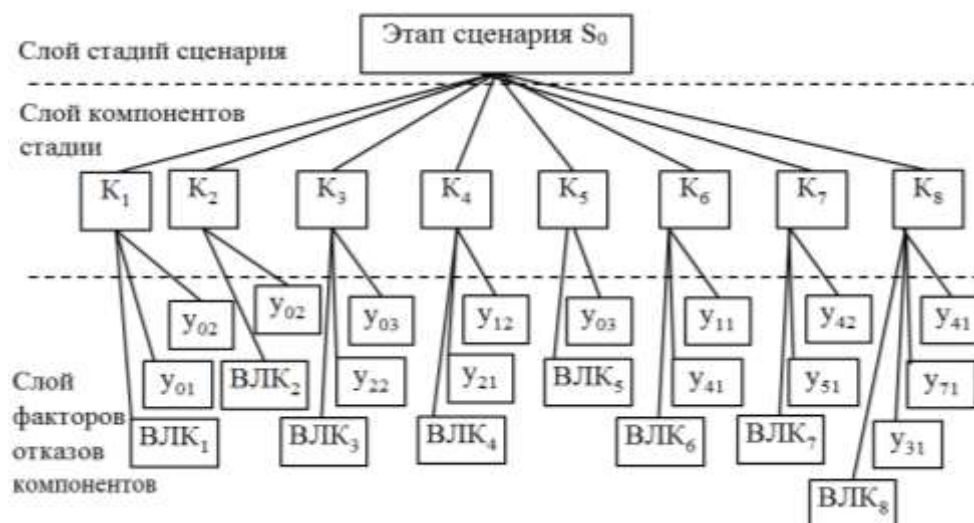 Этап сценария S₀
Слой стадий сценария
Слой компонентов
стадии
К₁ К₂ К₃ К₄ К₅ К₆ К₇ К₈
y₀₂ y₀₂ y₀₃ y₁₂ y₀₃ y₁₁ y₄₂ y₄₁
y₀₁ ВЛК₂ y₂₂ y₂₁ ВЛК₅ y₄₁ y₅₁ y₇₁
Слой
факторов
отказов
компонентов
ВЛК₁ ВЛК₃ ВЛК₄ ВЛК₆ ВЛК₇ y₃₁
ВЛК₈